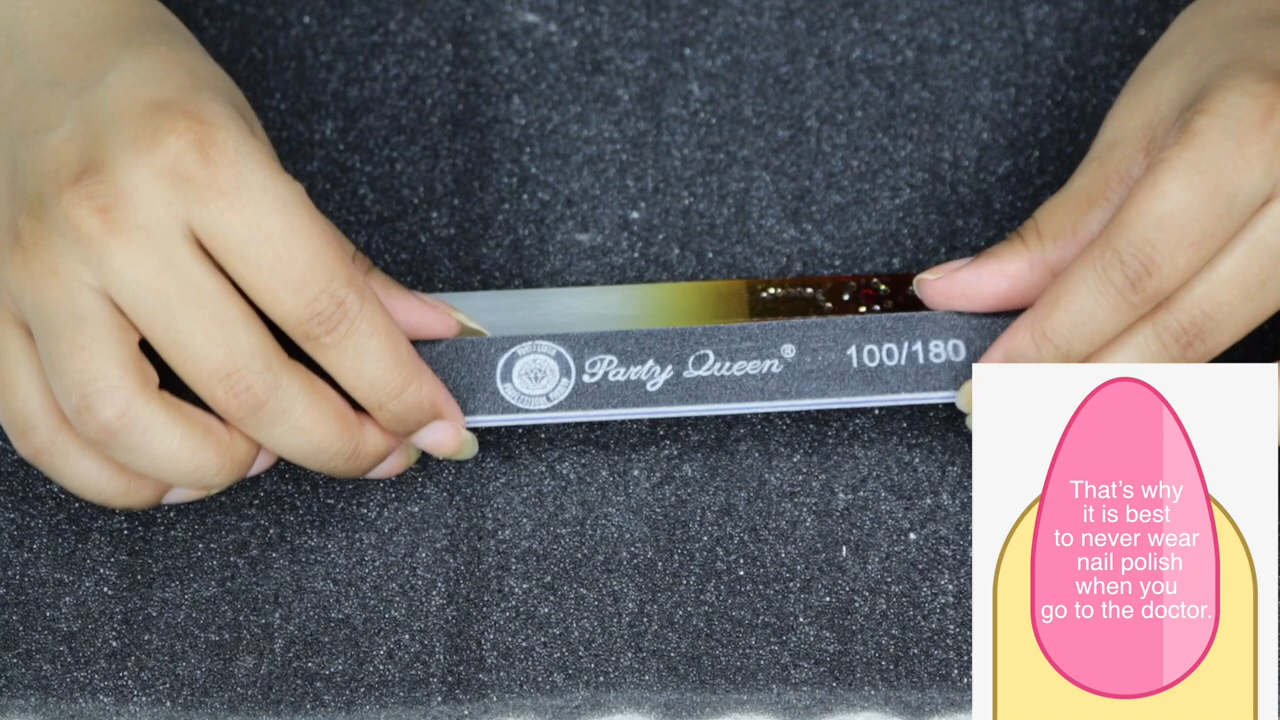 Party Queen®
100/180
That’s why
it is best
to never wear
nail polish
when you
go to the doctor.